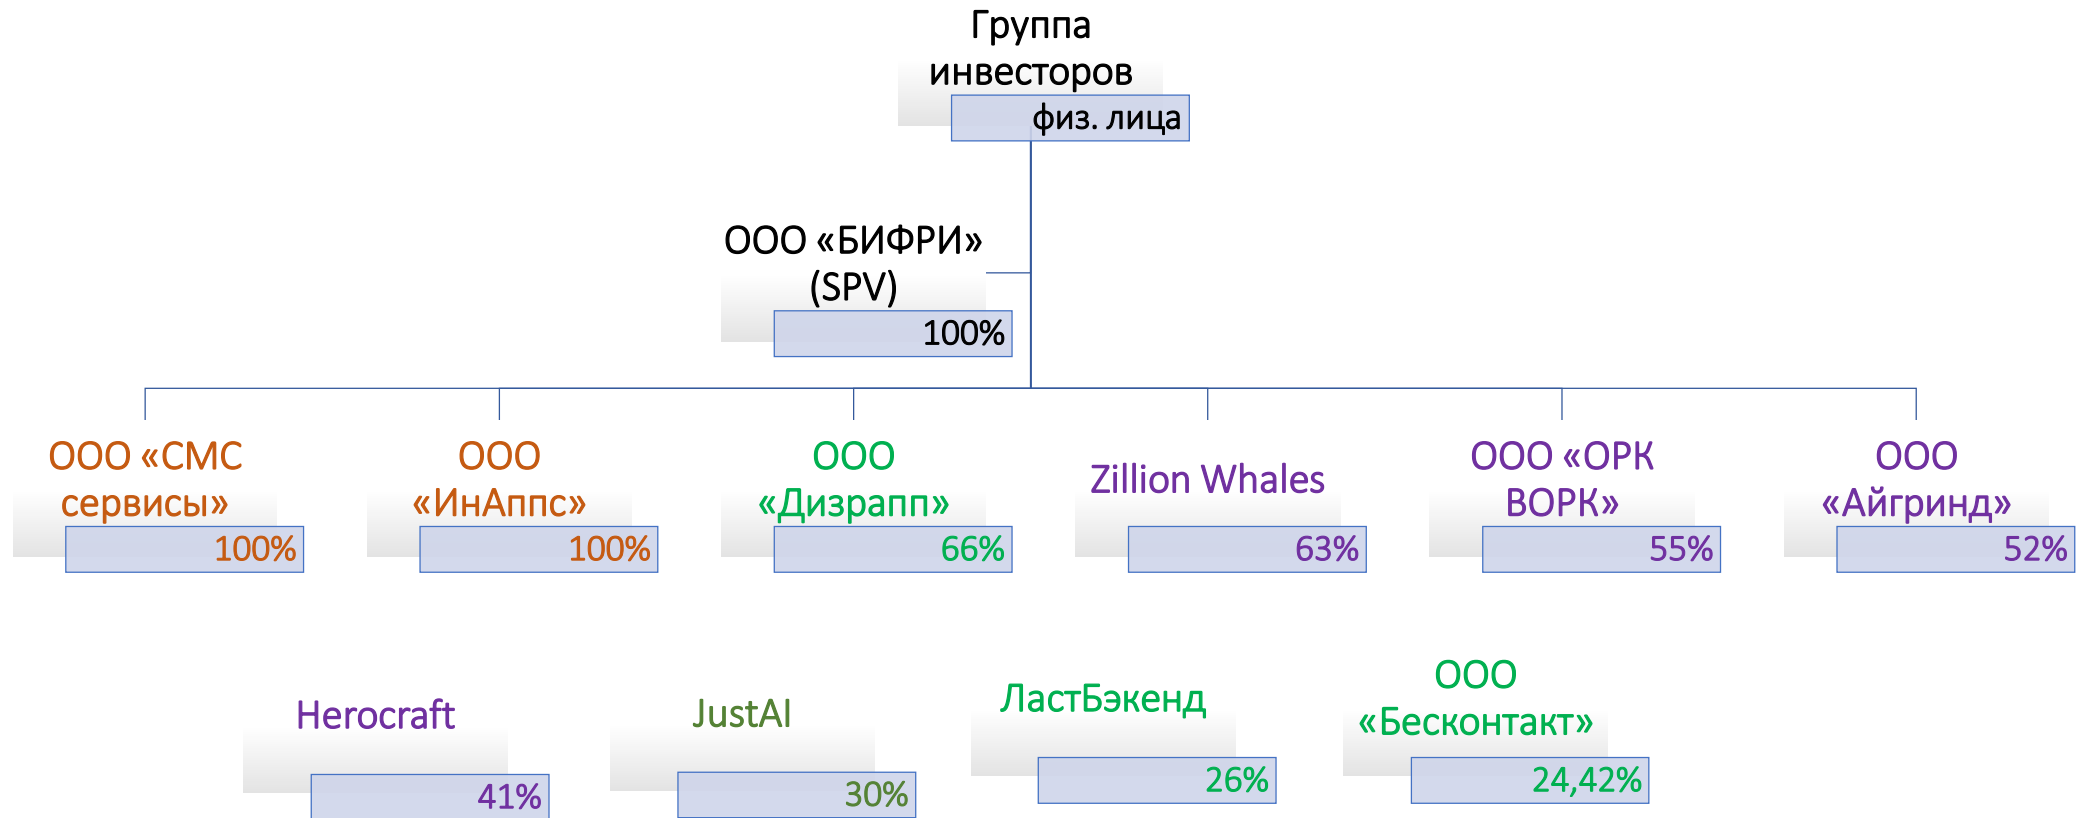 Группа
инвесторов
физ. лица
ООО «БИФРИ»
(SPV)
100%
ООО «СМС
сервисы»
100%
ООО
«ИнАппс»
100%
ООО
«Дизрапп»
66%
Zillion Whales
63%
ООО «ОРК
ВОРК»
55%
ООО
«Айгринд»
52%
Herocraft
41%
JustAI
30%
ЛастБэкенд
26%
ООО
«Бесконтакт»
24,42%